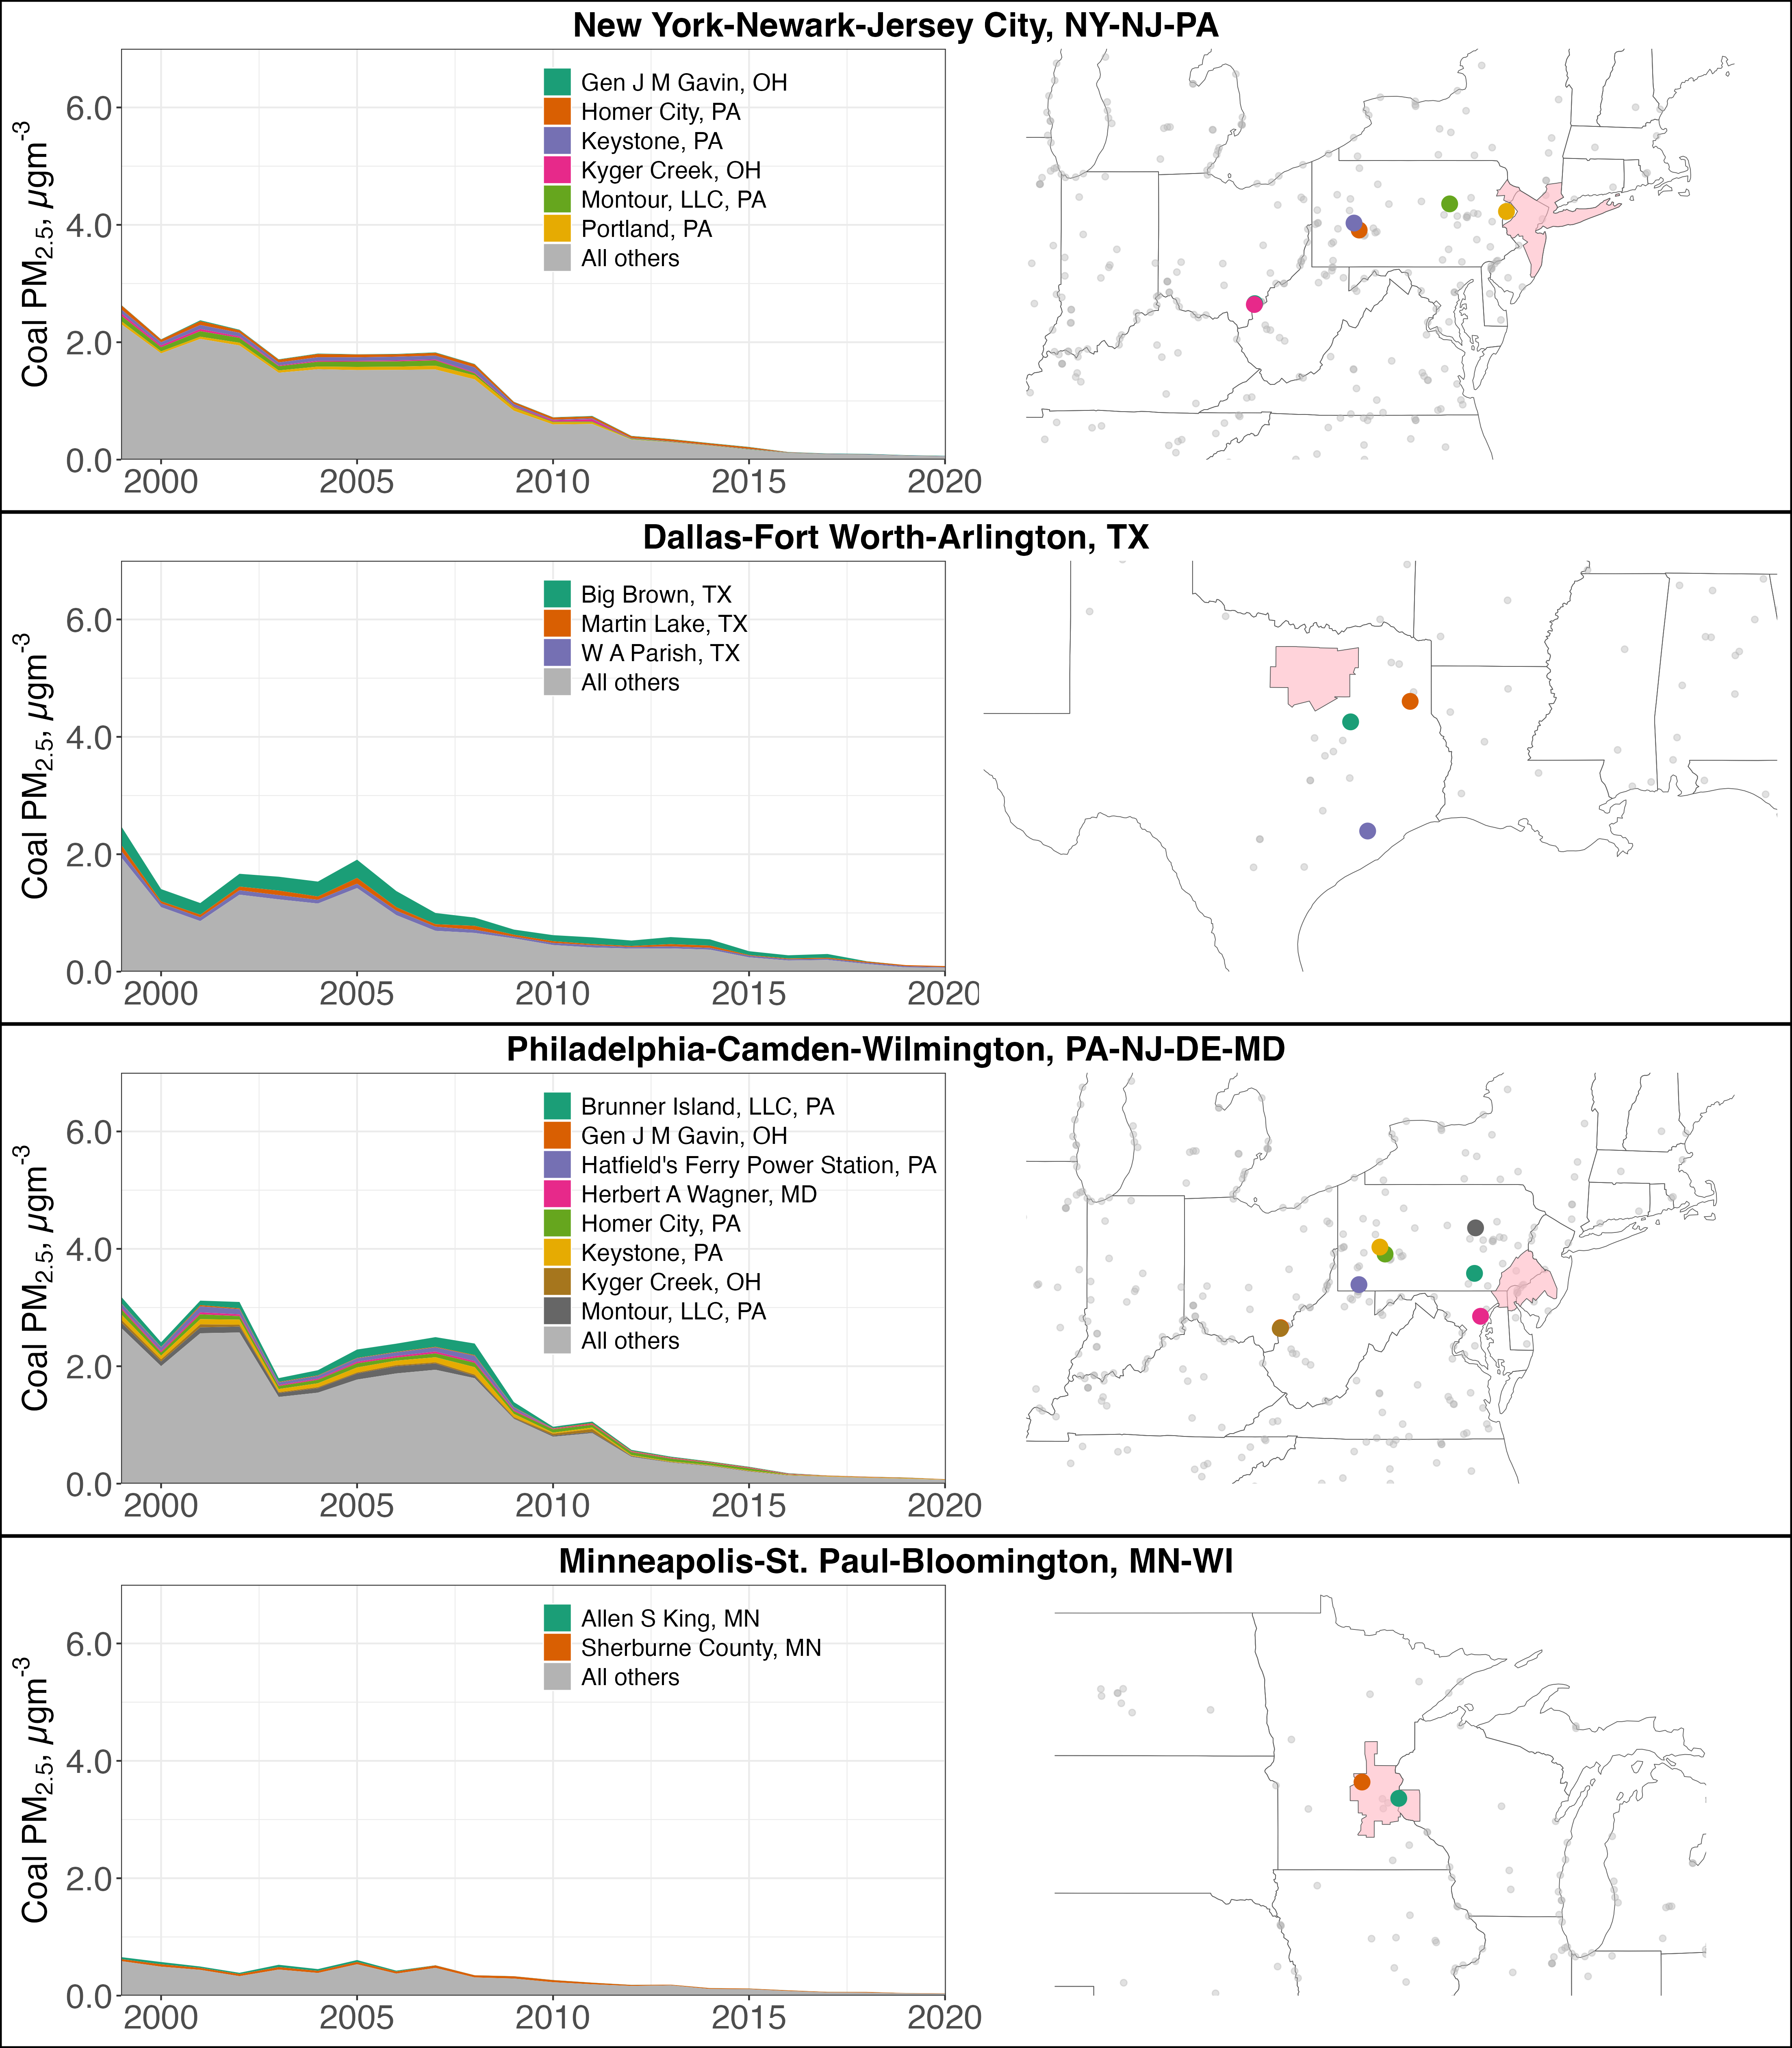 New York-Newark-Jersey City, NY-NJ-PA
Coal PM2.5, μgm-3
6.0
4.0
2.0
0.0
2000 2005 2010 2015 2020
Gen J M Gavin, OH
Homer City, PA
Keystone, PA
Kyger Creek, OH
Montour, LLC, PA
Portland, PA
All others
Dallas-Fort Worth-Arlington, TX
Coal PM2.5, μgm-3
6.0
4.0
2.0
0.0
2000 2005 2010 2015 2020
Big Brown, TX
Martin Lake, TX
W A Parish, TX
All others
Philadelphia-Camden-Wilmington, PA-NJ-DE-MD
Coal PM2.5, μgm-3
6.0
4.0
2.0
0.0
2000 2005 2010 2015 2020
Brunner Island, LLC, PA
Gen J M Gavin, OH
Hatfield's Ferry Power Station, PA
Herbert A Wagner, MD
Homer City, PA
Keystone, PA
Kyger Creek, OH
Montour, LLC, PA
All others
Minneapolis-St. Paul-Bloomington, MN-WI
Coal PM2.5, μgm-3
6.0
4.0
2.0
0.0
2000 2005 2010 2015 2020
Allen S King, MN
Sherburne County, MN
All others